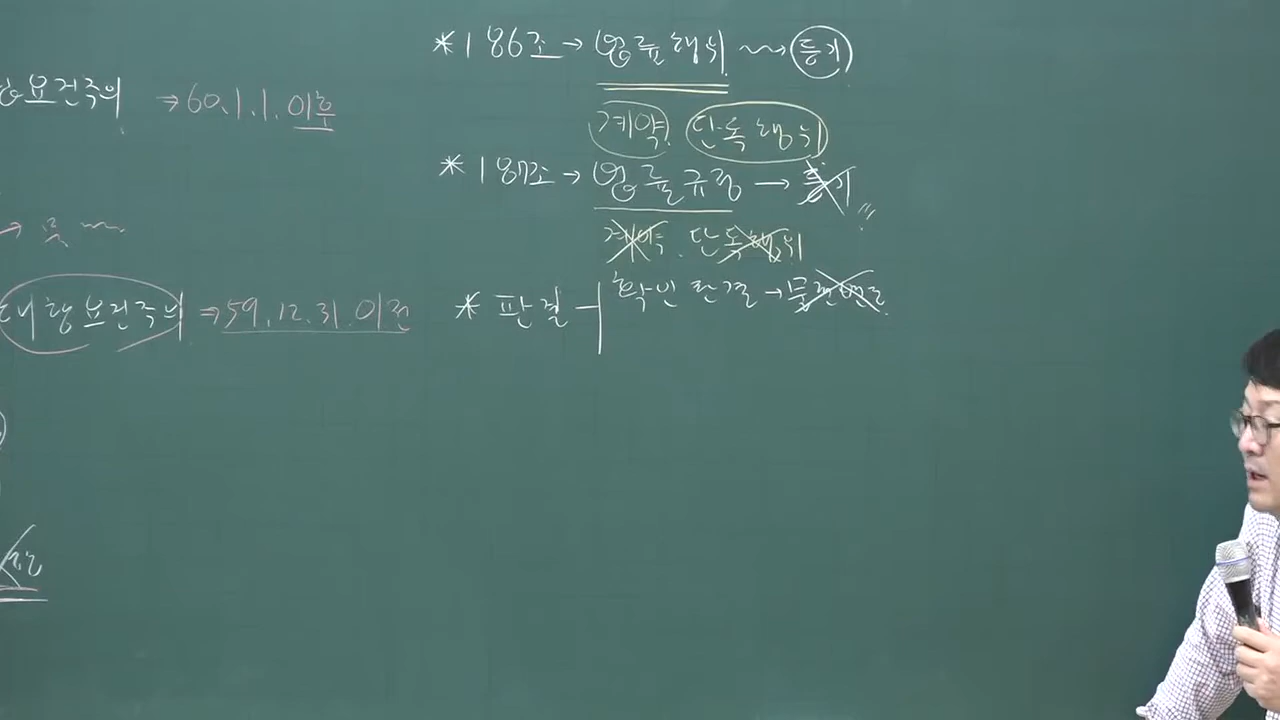 요건주의 → 60.1.1.이후
→
대항요건주의 → 59.12.31.이전
*186조 → 법률행위 → 등기
계약 단독행위
*187조 → 법률규정 → 등기
계약. 단독행위
* 판결 확인판결 → 물권변동